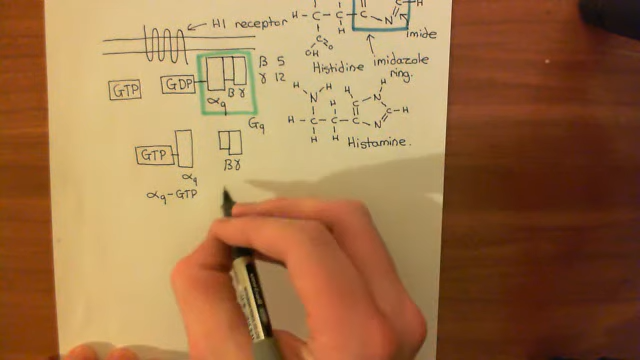 H1 receptor
β 5
γ 12
GTP
GDP
αq
βγ
Gq
GTP
αq
βγ
αq-GTP
H-C-C-C
N
H
C
O
OH
Imide
Histidine
imidazole
ring.
H
H
N
H
H
H
N
H-C-C-C
C-H
H
H
N
Histamine.